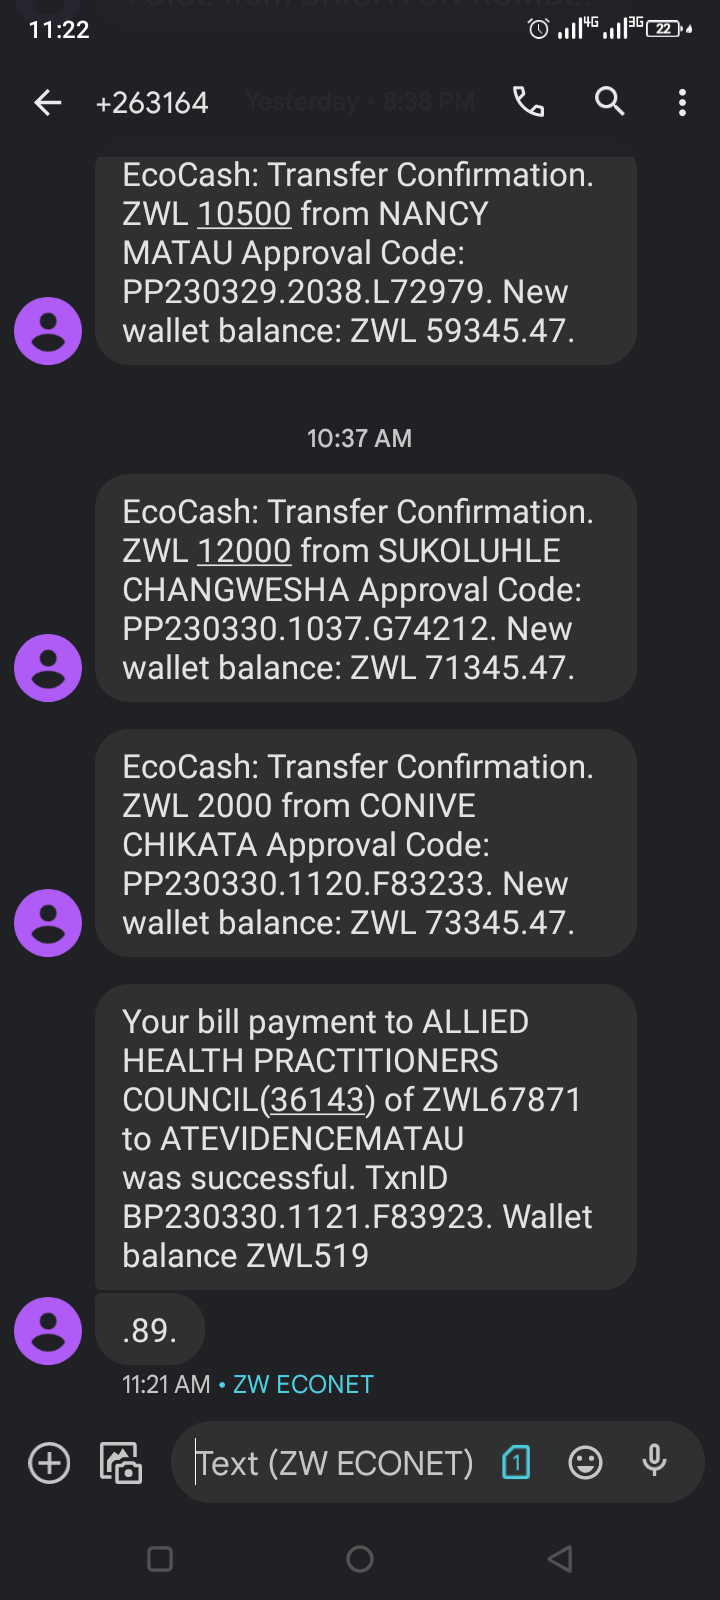 11:22
4G
3G
22
+263164
Yesterday • 8:38 PM
EcoCash: Transfer Confirmation.
ZWL 10500 from NANCY
MATAU Approval Code:
PP230329.2038.L72979. New
wallet balance: ZWL 59345.47.
10:37 AM
EcoCash: Transfer Confirmation.
ZWL 12000 from SUKOLUHLE
CHANGWESHA Approval Code:
PP230330.1037.G74212. New
wallet balance: ZWL 71345.47.
EcoCash: Transfer Confirmation.
ZWL 2000 from CONIVE
CHIKATA Approval Code:
PP230330.1120.F83233. New
wallet balance: ZWL 73345.47.
Your bill payment to ALLIED
HEALTH PRACTITIONERS
COUNCIL(36143) of ZWL67871
to ATEVIDENCEMATAU
was successful. TxnID
BP230330.1121.F83923. Wallet
balance ZWL519
.89.
11:21 AM • ZW ECONET
Text (ZW ECONET)
1